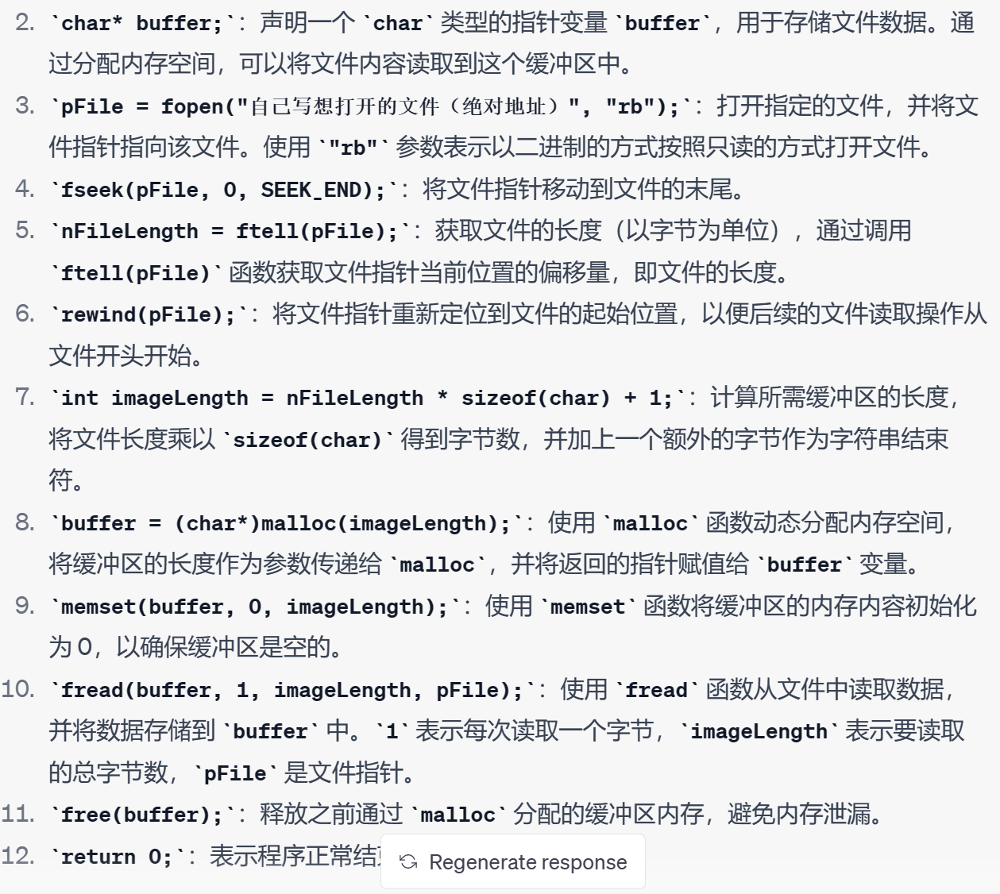 2. `char* buffer;`：声明一个 `char` 类型的指针变量 `buffer`，用于存储文件数据。通
过分配内存空间，可以将文件内容读取到这个缓冲区中。
3. `pFile = fopen("自己写想打开的文件（绝对地址）", "rb");`：打开指定的文件，并将文
件指针指向该文件。使用 `"rb"` 参数表示以二进制的方式按照只读的方式打开文件。
4. `fseek(pFile, 0, SEEK_END);`：将文件指针移动到文件的末尾。
5. `nFileLength = ftell(pFile);`：获取文件的长度（以字节为单位），通过调用
`ftell(pFile)` 函数获取文件指针当前位置的偏移量，即文件的长度。
6. `rewind(pFile);`：将文件指针重新定位到文件的起始位置，以便后续的文件读取操作从
文件开头开始。
7. `int imageLength = nFileLength * sizeof(char) + 1;`：计算所需缓冲区的长度，
将文件长度乘以 `sizeof(char)` 得到字节数，并加上一个额外的字节作为字符串结束
符。
8. `buffer = (char*)malloc(imageLength);`：使用 `malloc` 函数动态分配内存空间，
将缓冲区的长度作为参数传递给 `malloc`，并将返回的指针赋值给 `buffer` 变量。
9. `memset(buffer, 0, imageLength);`：使用 `memset` 函数将缓冲区的内存内容初始化
为 0，以确保缓冲区是空的。
10. `fread(buffer, 1, imageLength, pFile);`：使用 `fread` 函数从文件中读取数据，
并将数据存储到 `buffer` 中。`1` 表示每次读取一个字节，`imageLength` 表示要读取
的总字节数，`pFile` 是文件指针。
11. `free(buffer);`：释放之前通过 `malloc` 分配的缓冲区内存，避免内存泄漏。
12. `return 0;`：表示程序正常结
Regenerate response